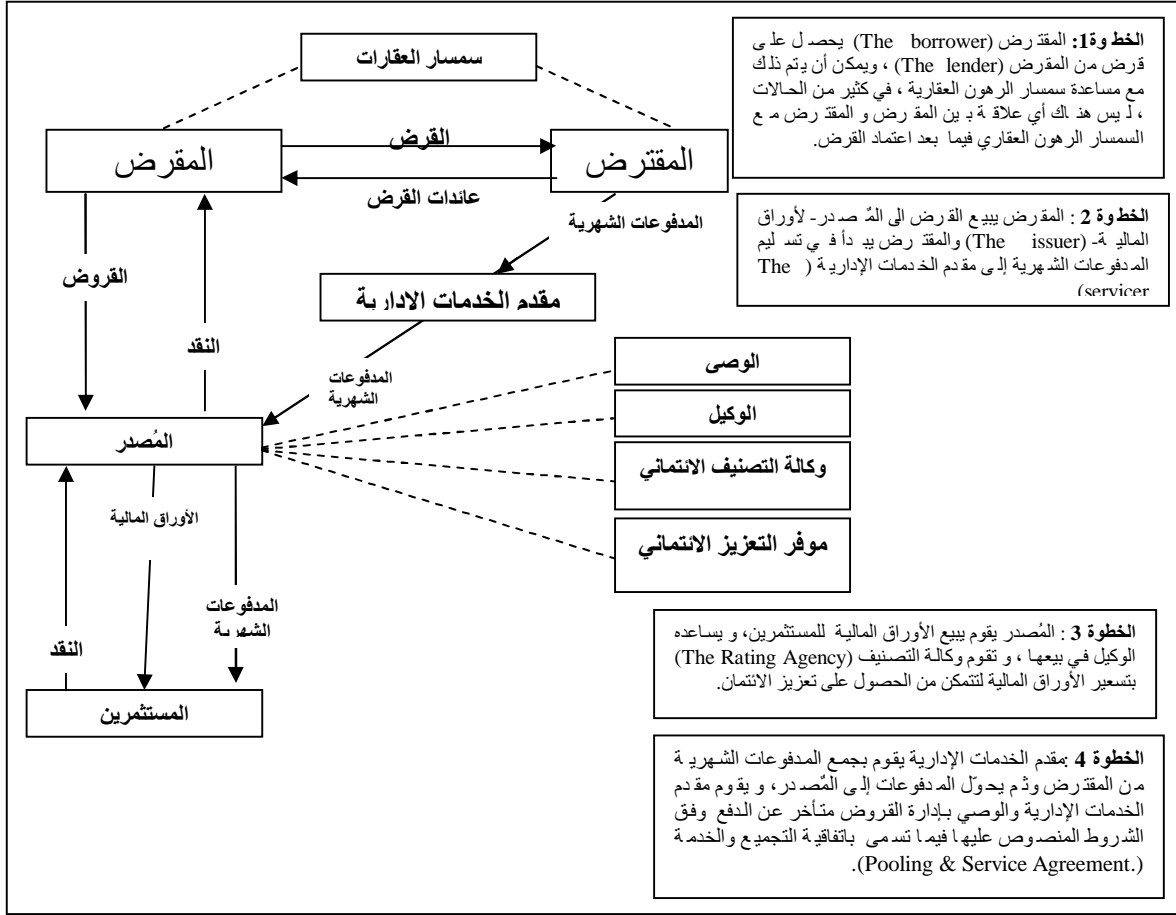 سمسار العقارات
المقرض
القرض
المقترض
عائدات القرض
المدفوعات
الشهرية
القروض
النقد
مقدم الخدمات الادارية
المدفوعات
الشهرية
المُصدر
الوصى
الوكيل
وكالة التصنيف الائتماني
موفر التعزيز الائتماني
الأوراق المالية
المدفوعات
الشهرية
النقد
المستثمرين
الخطوة1: المقترض (The borrower) يحصل على
قرض من المقرض (The lender) ، ويمكن أن يتم ذلك
مع مساعدة سمسار الرهون العقارية ، في كثير من الحالات
، ليس هناك أي علاقة بين المقرض والمقترض مع
السمسار الرهون العقاري فيما بعد اعتماد القرض.
الخطوة 2 : المقرض يبيع القرض الى المُصدر- لأوراق
المالية- (The issuer) والمقترض يبدأ في تسليم
المدفوعات الشهرية إلى مقدم الخدمات الإدارية ( The
(servicer
الخطوة 3 : المُصدر يقوم يبيع الأوراق المالية للمستثمرين، و يساعده
الوكيل في بيعها ، و تقوم وكالة التصنيف (The Rating Agency)
بتسعير الأوراق المالية لتتمكن من الحصول على تعزيز الائتمان.
الخطوة 4 :مقدم الخدمات الإدارية يقوم بجمع المدفوعات الشهرية
من المقترض وثم يحوّل المدفوعات إلى المُصدر، و يقوم مقدم
الخدمات الإدارية والوصي بإدارة القروض متأخر عن الدفع وفق
الشروط المنصوص عليها فيما تسمى باتفاقية التجميع والخدمة
.(Pooling & Service Agreement.)